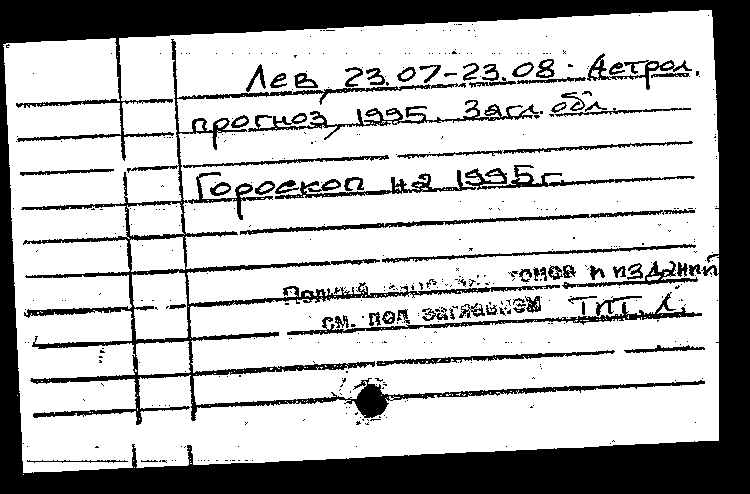 Лев, 23.07-23.08. Астрол.
прогноз, 1995. Загл. обл.
Гороскоп на 1995 г.
Полный томов и изданий
см. под заглавием Тит. л.